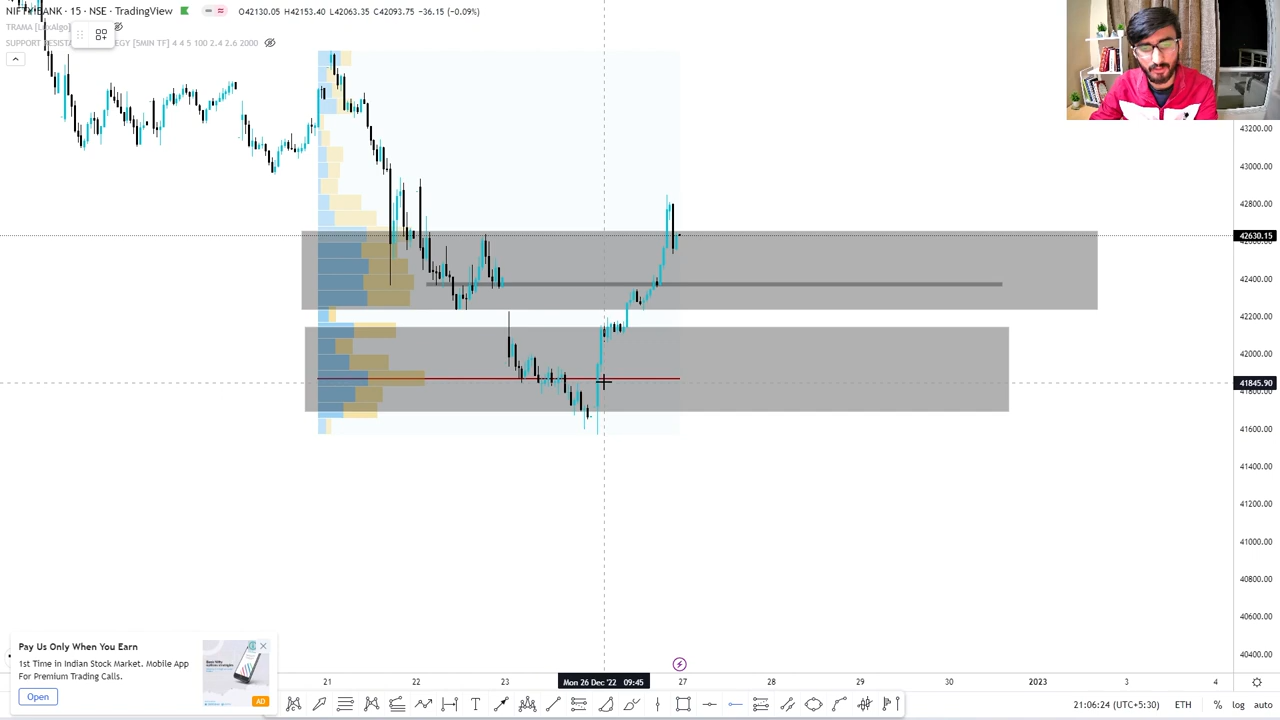 NIFTY BANK · 15 · NSE · TradingView O42130.05 H42153.40 L42063.35 C42093.75 −36.15 (−0.09%)
TRAMA
SUPPORT [5MIN TF] 4 4 5 100 2.4 2.6 2000
43200.00
43000.00
42800.00
42630.15
42400.00
42200.00
42000.00
41845.90
41600.00
41400.00
41200.00
41000.00
40800.00
40600.00
40400.00
Pay Us Only When You Earn
1st Time in Indian Stock Market. Mobile App
For Premium Trading Calls.
Open
AD
21 22 23 Mon 26 Dec '22 09:45 27 28 29 30 2023 3 4
21:06:24 (UTC+5:30) ETH % log auto